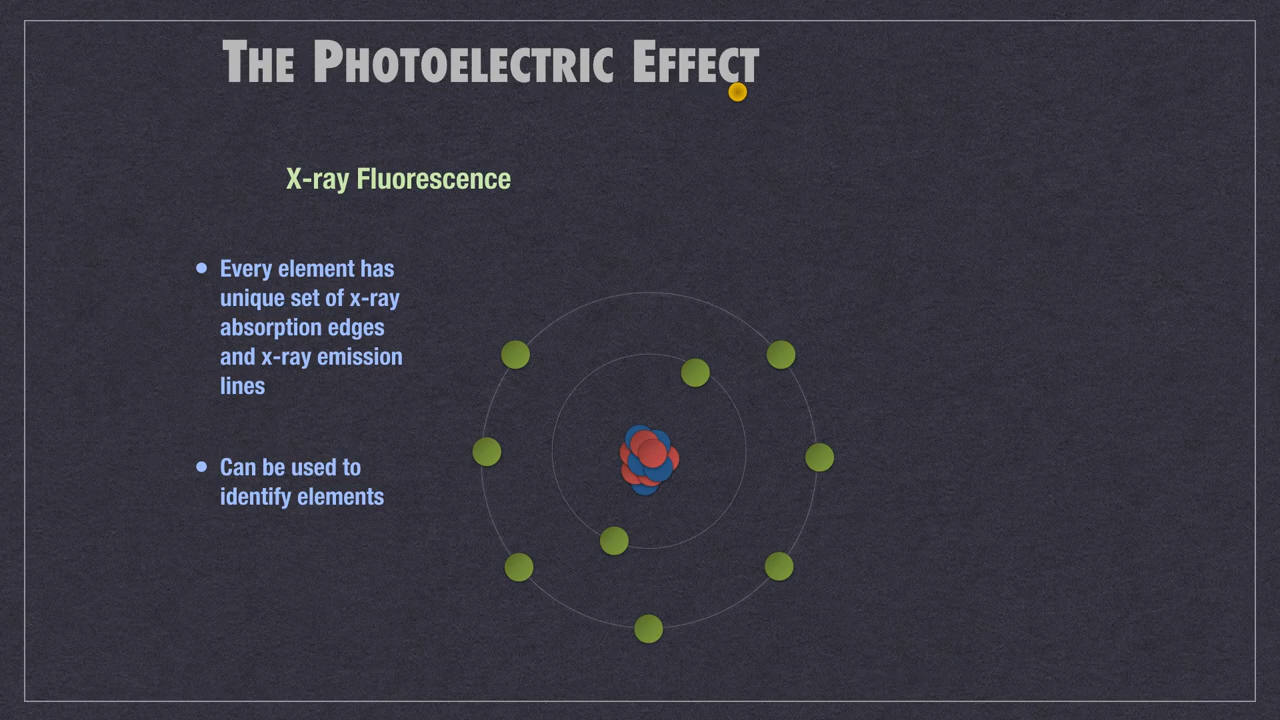 The Photoelectric Effect
X-ray Fluorescence
• Every element has
unique set of x-ray
absorption edges
and x-ray emission
lines
• Can be used to
identify elements